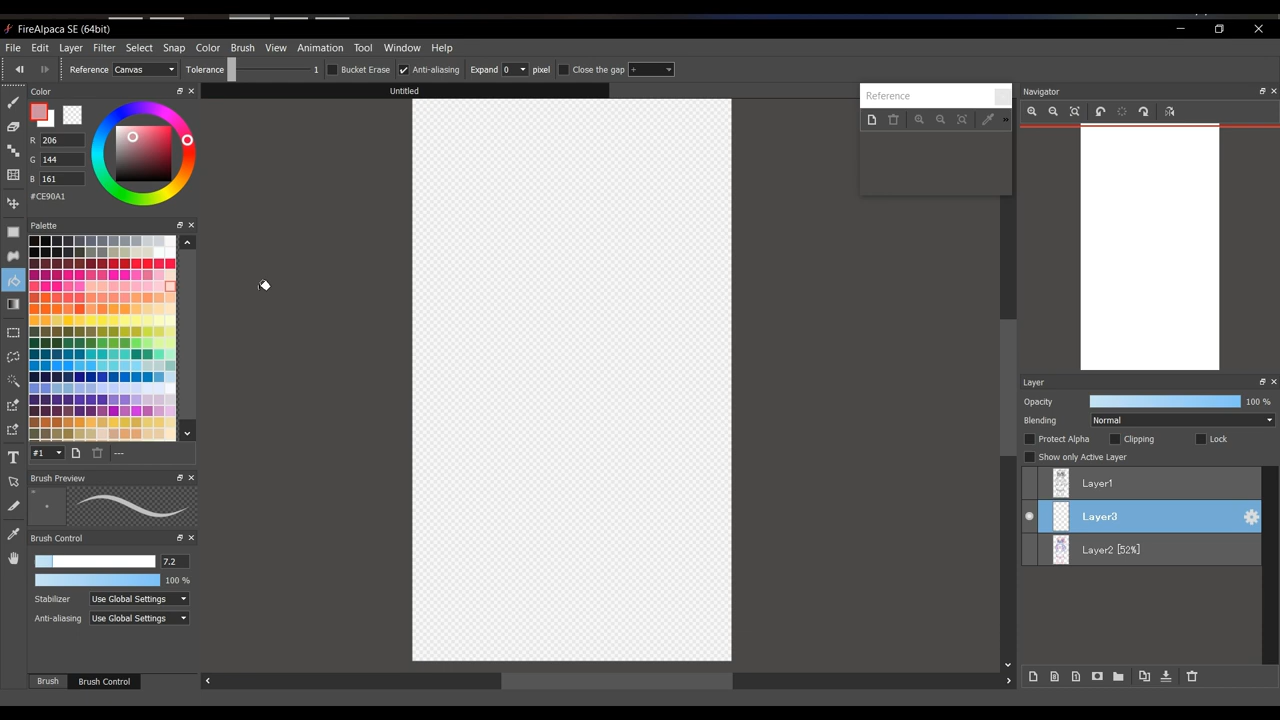 FireAlpaca SE (64bit)
File Edit Layer Filter Select Snap Color Brush View Animation Tool Window Help
Reference Canvas Tolerance 1 Bucket Erase Anti-aliasing Expand 0 pixel Close the gap +
Color
Untitled
Reference
Navigator
R 206
G 144
B 161
#CE90A1
Palette
#1 ---
Brush Preview
Brush Control
7.2
100 %
Stabilizer Use Global Settings
Anti-aliasing Use Global Settings
Brush Brush Control
Layer
Opacity 100 %
Blending Normal
Protect Alpha Clipping Lock
Show only Active Layer
Layer1
Layer3
Layer2 [52%]